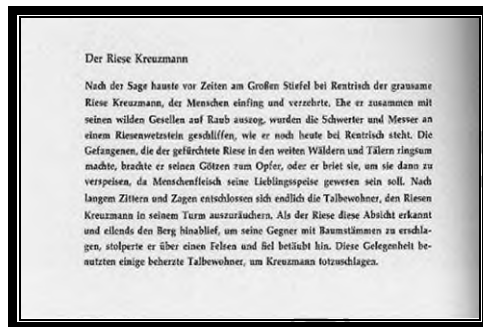 Der Riese Kreuzmann
Nach der Sage hauste vor Zeiten am Großen Stiefel bei Rentrisch der grausame
Riese Kreuzmann, der Menschen einfing und verzehrte. Ehe er zusammen mit
seinen wilden Gesellen auf Raub auszog, wurden die Schwerter und Messer an
einem Riesenwetzstein geschliffen, wie er noch heute bei Rentrisch steht. Die
Gefangenen, die der gefürchtete Riese in den weiten Wäldern und Tälern ringsum
machte, brachte er seinen Götzen zum Opfer, oder er briet sie, um sie dann zu
verspeisen, da Menschenfleisch seine Lieblingsspeise gewesen sein soll. Nach
langem Zittern und Zagen entschlossen sich endlich die Talbewohner, den Riesen
Kreuzmann in seinem Turm auszuräuchern. Als der Riese diese Absicht erkannt
und eilends den Berg hinablief, um seine Gegner mit Baumstämmen zu erschla-
gen, stolperte er über einen Felsen und fiel betäubt hin. Diese Gelegenheit be-
nutzten einige beherzte Talbewohner, um Kreuzmann totzuschlagen.